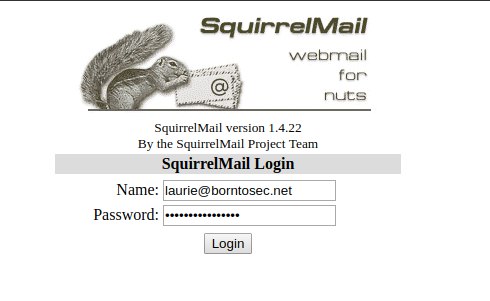 SquirrelMail
webmail
for
nuts
@
SquirrelMail version 1.4.22
By the SquirrelMail Project Team
SquirrelMail Login
Name: laurie@borntosec.net
Password: ••••••••••••••••
Login